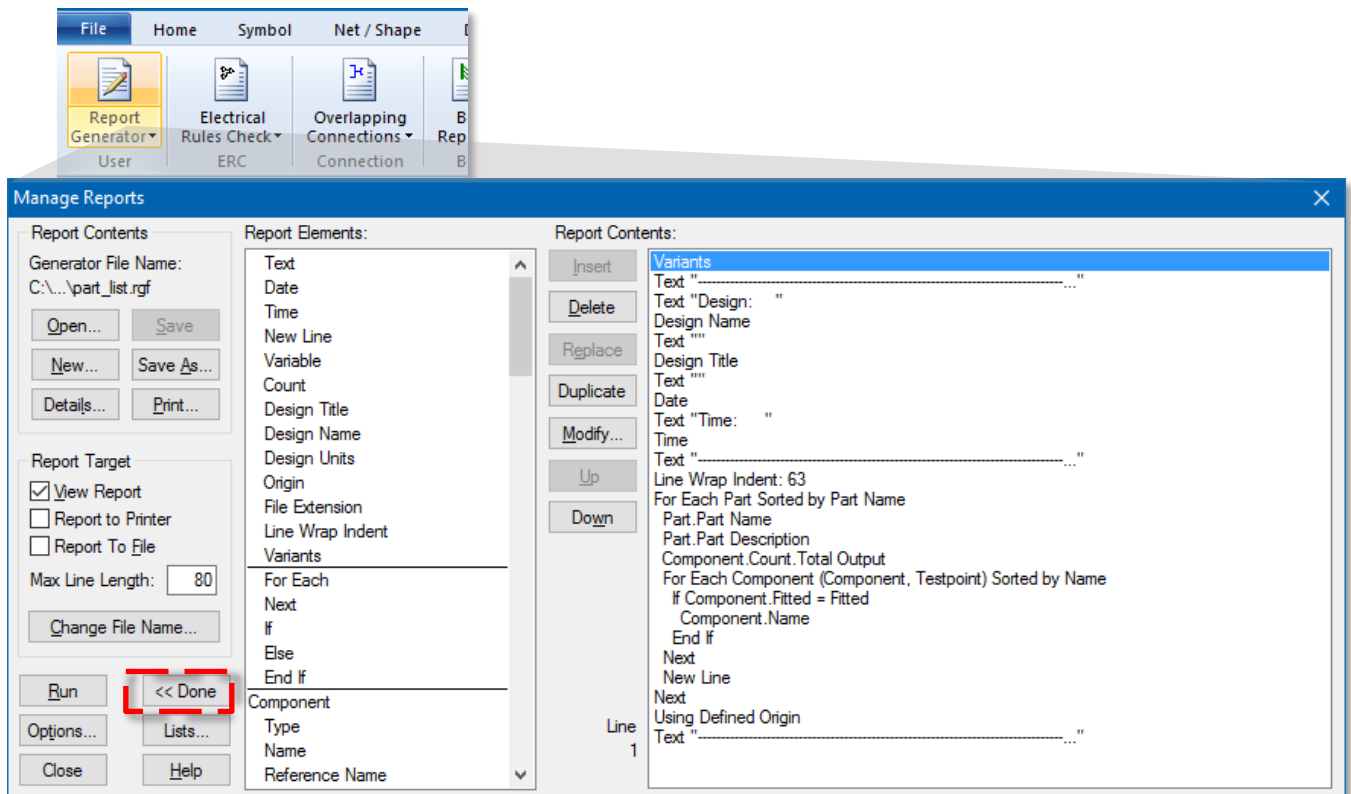 File Home Symbol Net / Shape
Report Generator
Electrical Rules Check
Overlapping Connections
User ERC Connection
Manage Reports
Report Contents
Generator File Name:
C:\...\part_list.rgf
Open... Save
New... Save As...
Details... Print...
Report Target
View Report
Report to Printer
Report To File
Max Line Length: 80
Change File Name...
Run << Done
Options... Lists...
Close Help
Report Elements:
Text
Date
Time
New Line
Variable
Count
Design Title
Design Name
Design Units
Origin
File Extension
Line Wrap Indent
Variants
For Each
Next
If
Else
End If
Component
Type
Name
Reference Name
Report Contents:
Insert
Delete
Replace
Duplicate
Modify...
Up
Down
Line
1
Variants
Text "--------------------------------------------------------------------------------..."
Text "Design:     "
Design Name
Text ""
Design Title
Text ""
Date
Text "Time:     "
Time
Text "--------------------------------------------------------------------------------..."
Line Wrap Indent: 63
For Each Part Sorted by Part Name
Part.Part Name
Part.Part Description
Component.Count.Total Output
For Each Component (Component, Testpoint) Sorted by Name
If Component.Fitted = Fitted
Component.Name
End If
Next
New Line
Next
Using Defined Origin
Text "--------------------------------------------------------------------------------..."